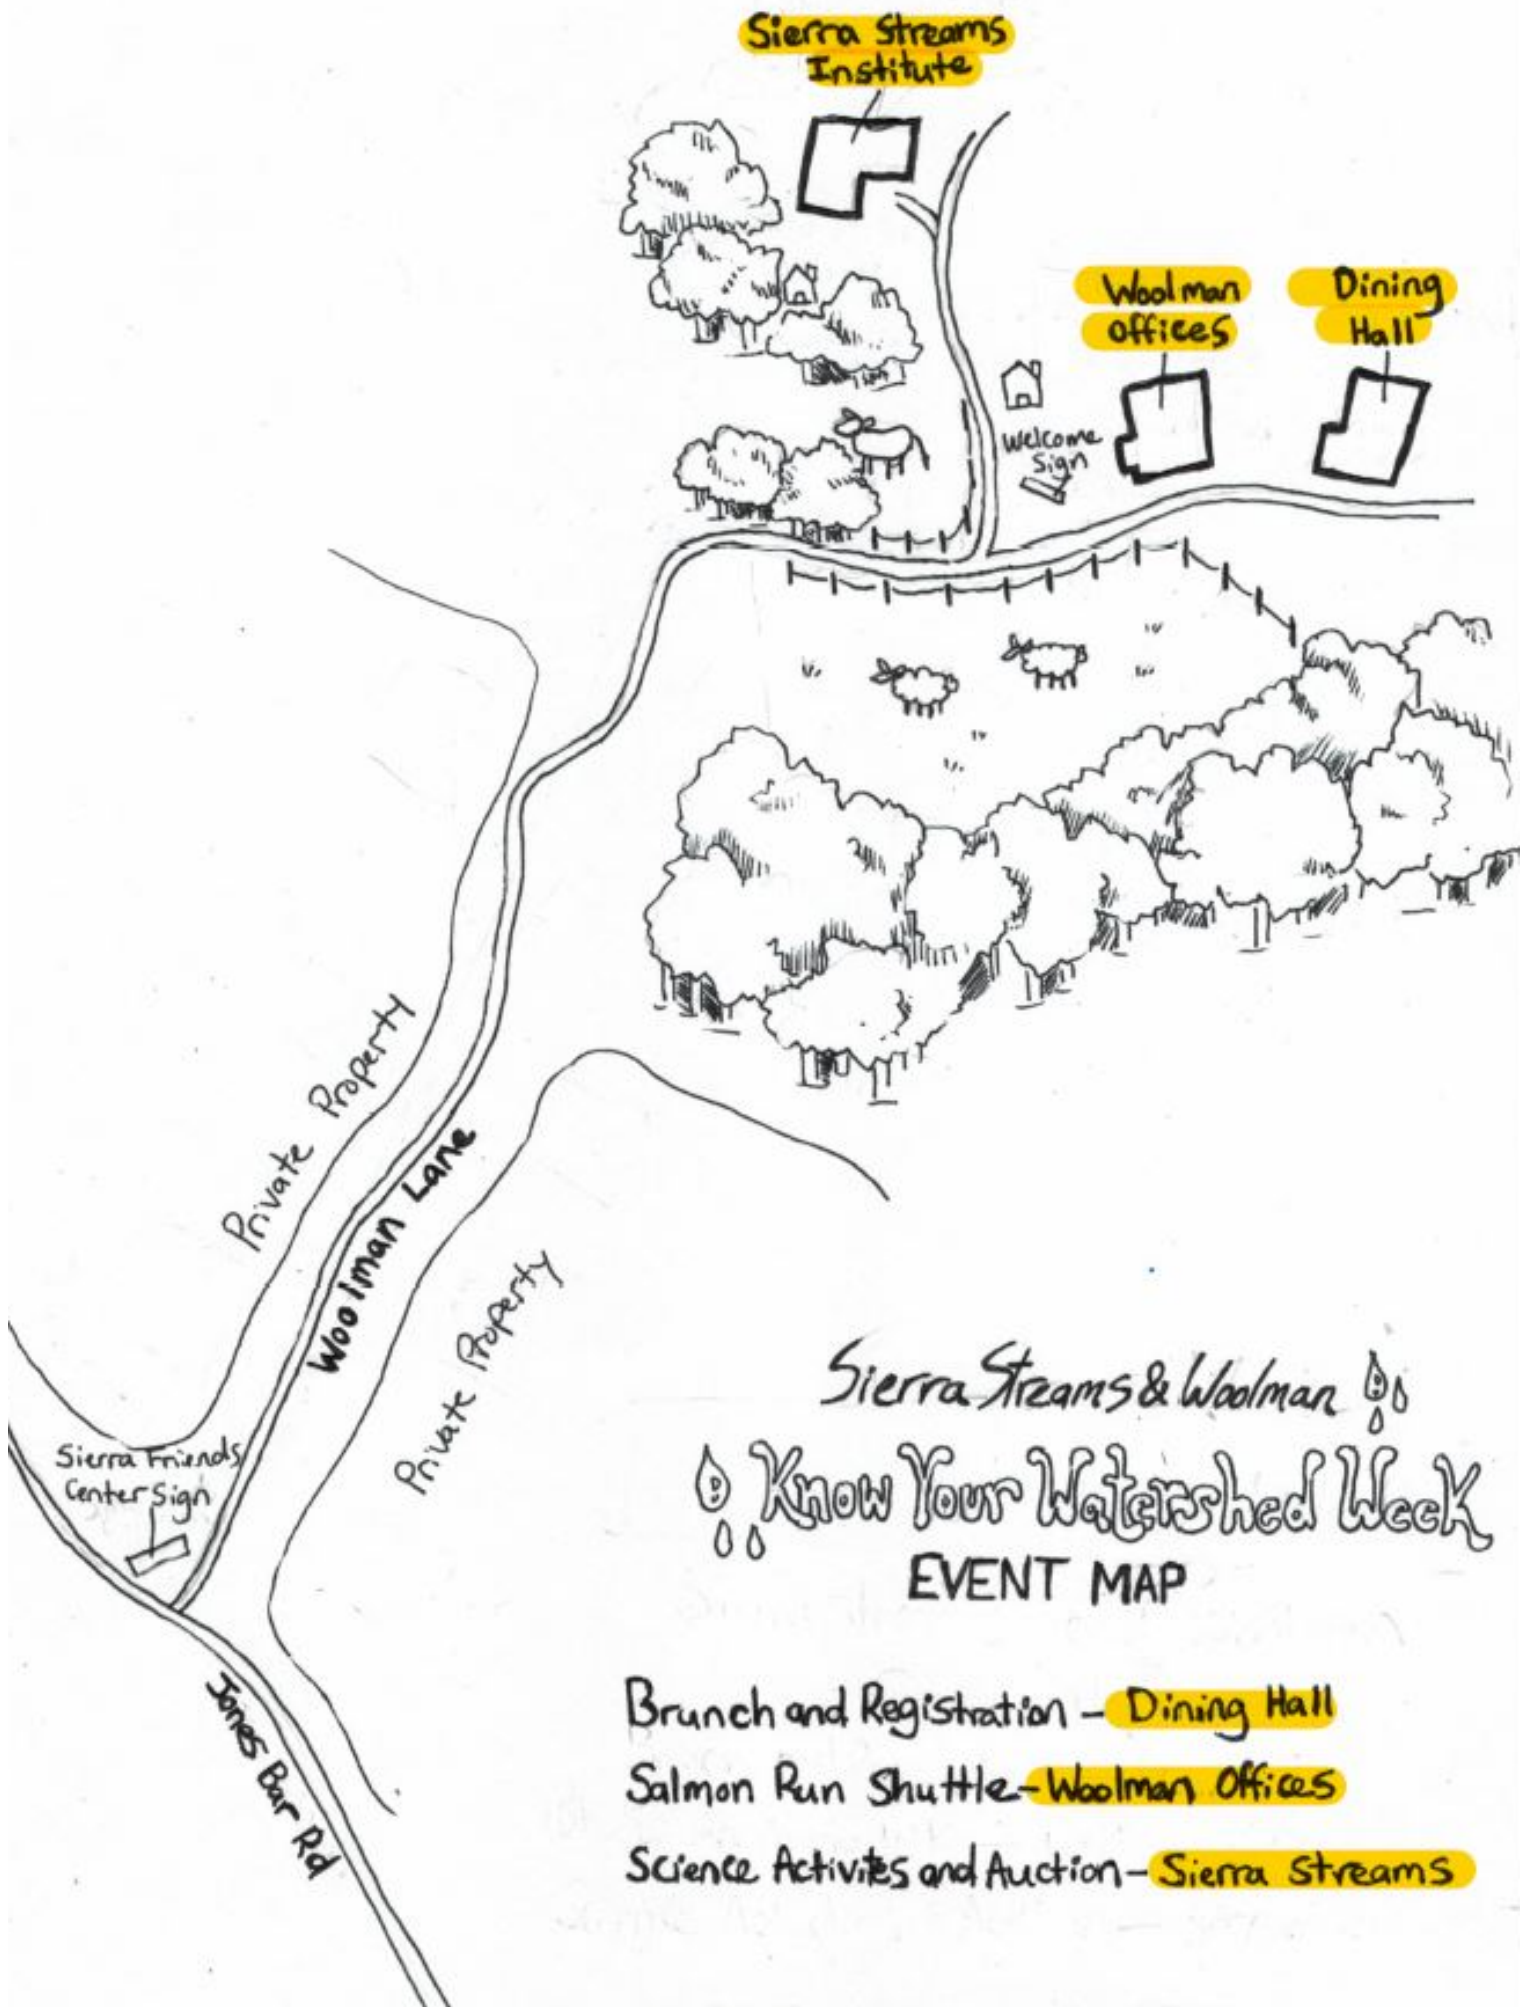 Sierra Streams
Institute
Woolman
Offices
Dining
Hall
Welcome
Sign
Private Property
Woolman Lane
Private Property
Sierra Friends
Center Sign
Jones Bar Rd
Sierra Streams & Woolman
Know Your Watershed Week
EVENT MAP
Brunch and Registration - Dining Hall
Salmon Run Shuttle - Woolman Offices
Science Activites and Auction - Sierra Streams